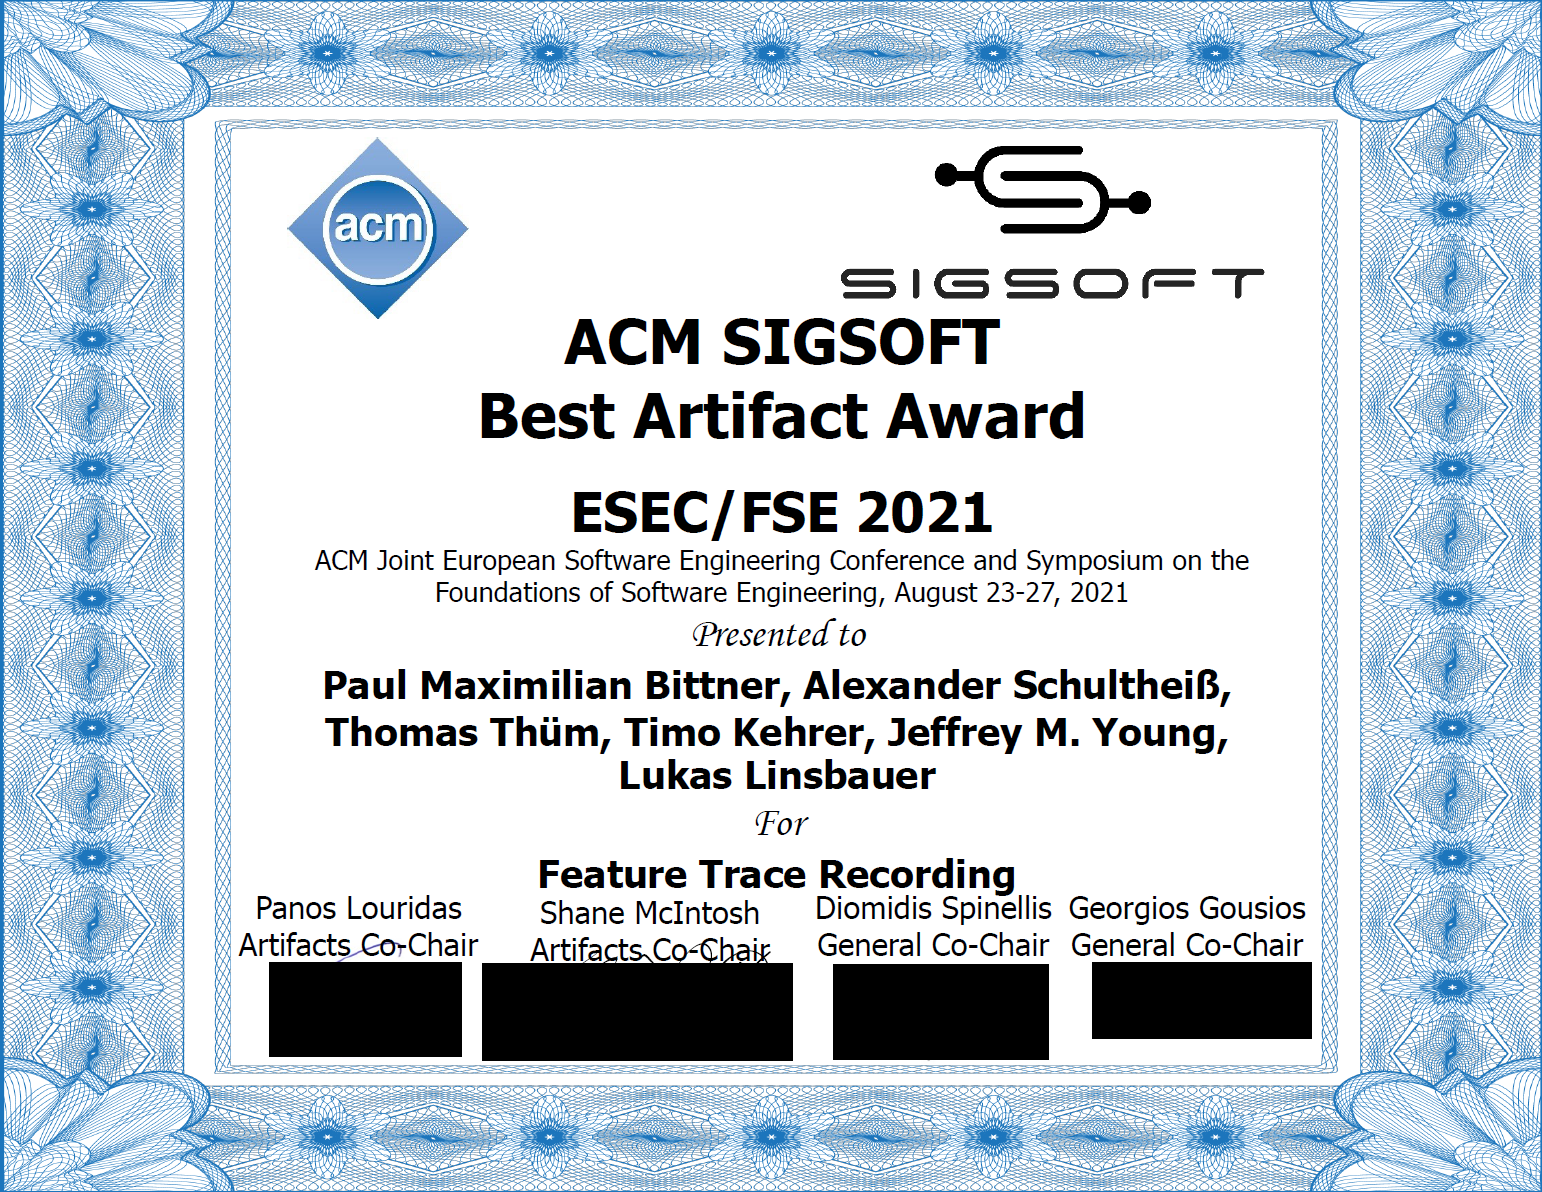 acm
SIGSOFT
ACM SIGSOFT
Best Artifact Award
ESEC/FSE 2021
ACM Joint European Software Engineering Conference and Symposium on the
Foundations of Software Engineering, August 23-27, 2021
Presented to
Paul Maximilian Bittner, Alexander Schultheiß,
Thomas Thüm, Timo Kehrer, Jeffrey M. Young,
Lukas Linsbauer
For
Feature Trace Recording
Panos Louridas
Artifacts Co-Chair
Shane McIntosh
Artifacts Co-Chair
Diomidis Spinellis
General Co-Chair
Georgios Gousios
General Co-Chair